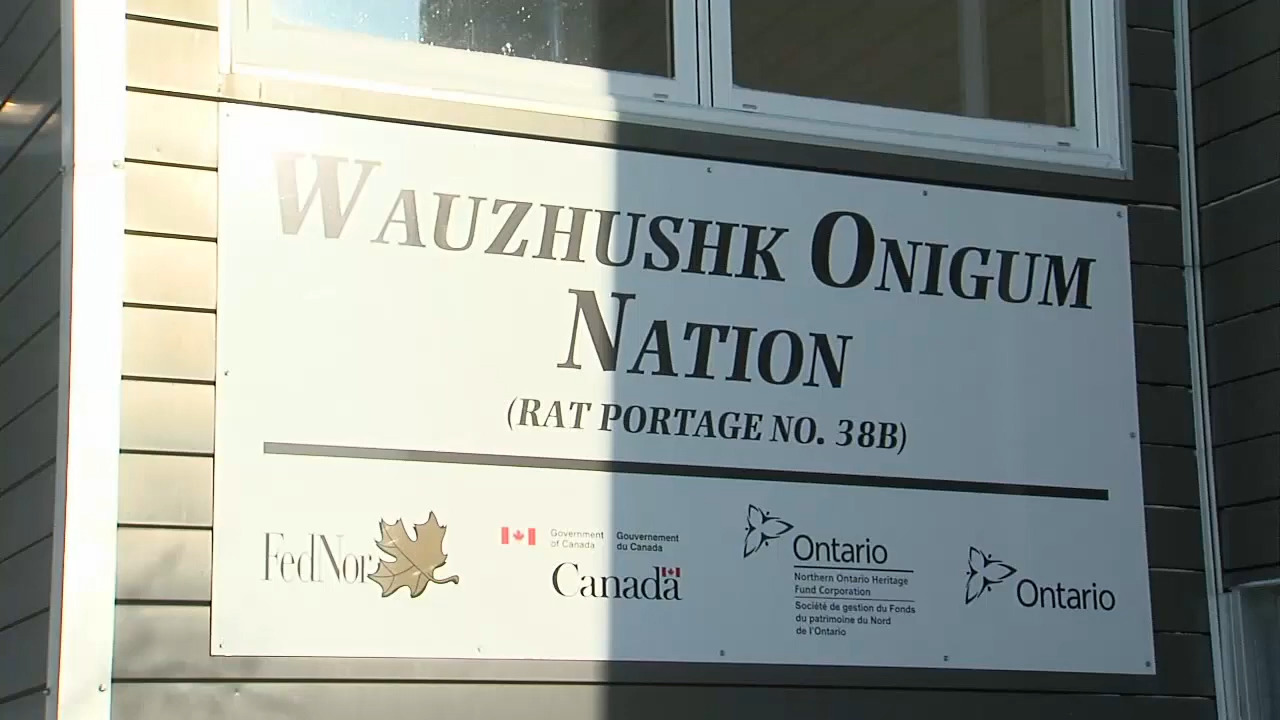 WAUZHUSHK ONIGUM
NATION
(RAT PORTAGE NO. 38B)
FedNor
Government
of Canada
Gouvernement
du Canada
Canada
Ontario
Northern Ontario Heritage
Fund Corporation
Société de gestion du Fonds
du patrimoine du Nord
de l'Ontario
Ontario